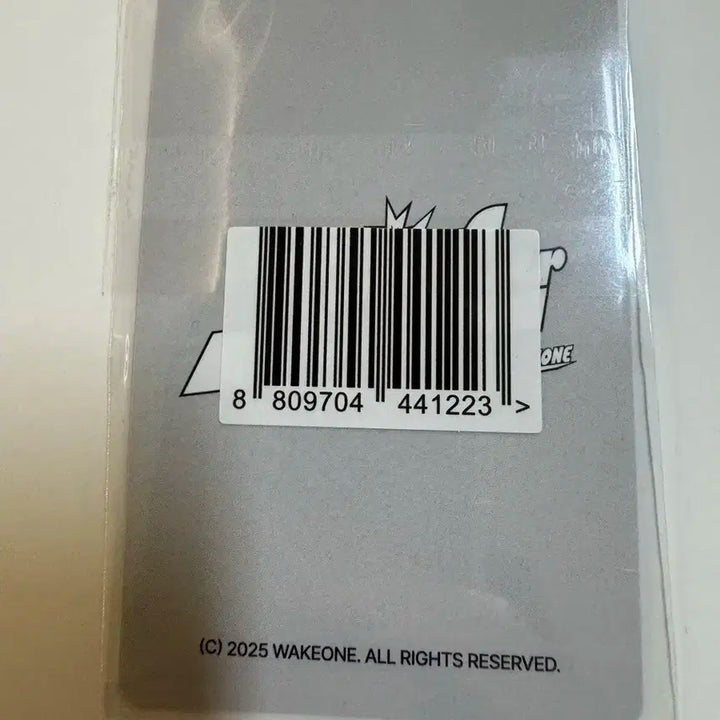 ONE
8 809704 441223 >
(C) 2025 WAKEONE. ALL RIGHTS RESERVED.